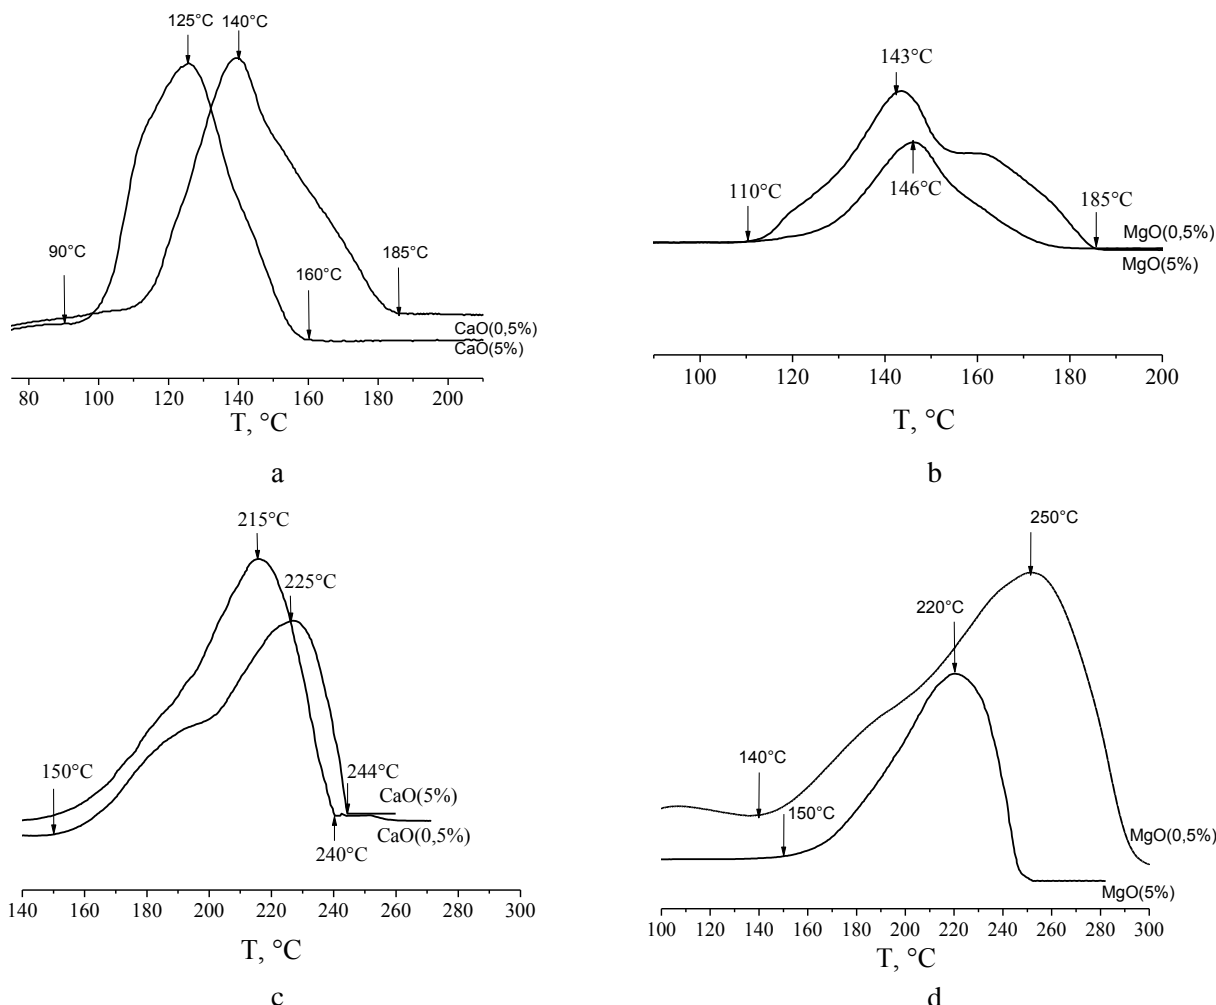 125°C 140°C
90°C
160°C
185°C
CaO(0,5%)
CaO(5%)
80 100 120 140 160 180 200
T, °C
a
143°C
110°C
146°C
185°C
MgO(0,5%)
MgO(5%)
100 120 140 160 180 200
T, °C
b
215°C
225°C
150°C
244°C
CaO(5%)
CaO(0,5%)
240°C
140 160 180 200 220 240 260 280 300
T, °C
c
250°C
220°C
140°C
150°C
MgO(0,5%)
MgO(5%)
100 120 140 160 180 200 220 240 260 280 300
T, °C
d